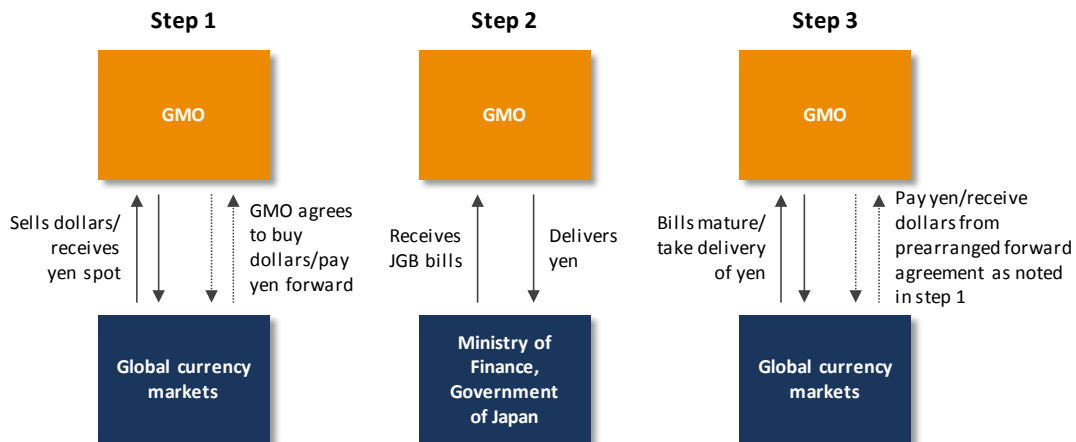 Step 1
Step 2
Step 3
GMO
GMO
GMO
Sells dollars/
receives
yen spot
GMO agrees
to buy
dollars/pay
yen forward
Receives
JGB bills
Delivers
yen
Bills mature/
take delivery
of yen
Pay yen/receive
dollars from
prearranged forward
agreement as noted
in step 1
Global currency
markets
Ministry of
Finance,
Government
of Japan
Global currency
markets